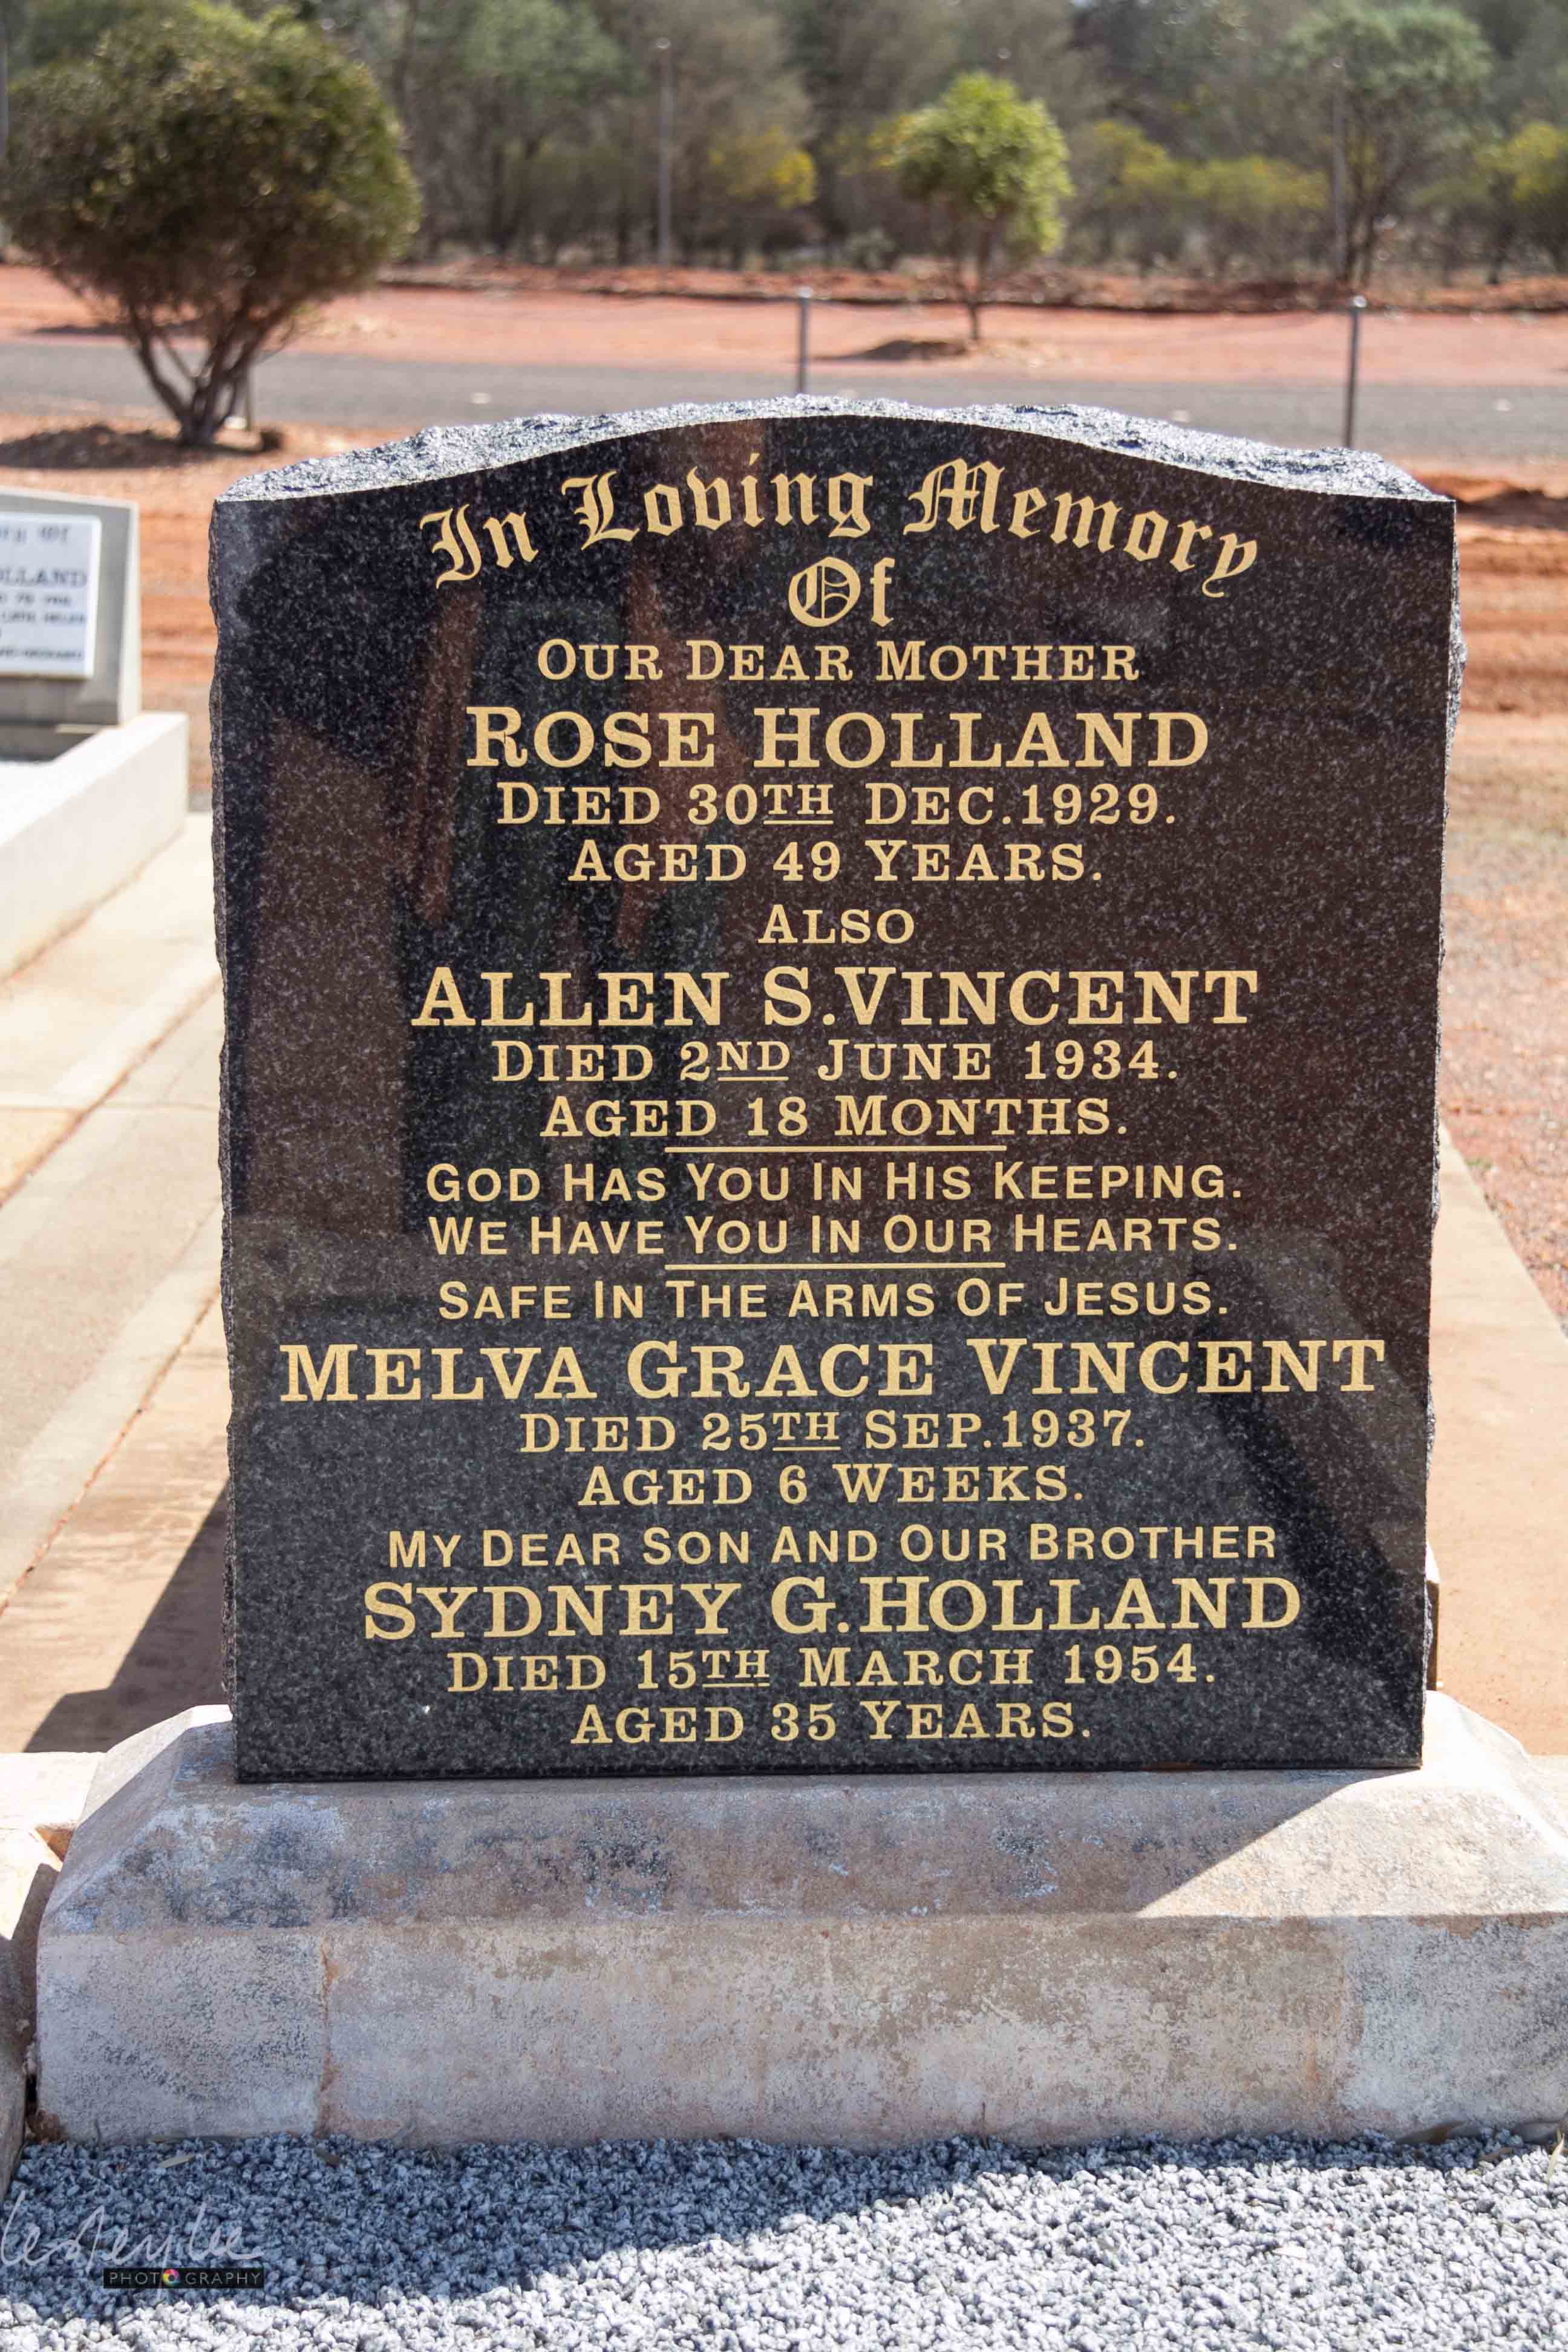 In Loving Memory
Of
OUR DEAR MOTHER
ROSE HOLLAND
DIED 30TH DEC.1929.
AGED 49 YEARS.
ALSO
ALLEN S.VINCENT
DIED 2ND JUNE 1934.
AGED 18 MONTHS.
GOD HAS YOU IN HIS KEEPING.
WE HAVE YOU IN OUR HEARTS.
SAFE IN THE ARMS OF JESUS.
MELVA GRACE VINCENT
DIED 25TH SEP.1937.
AGED 6 WEEKS.
MY DEAR SON AND OUR BROTHER
SYDNEY G.HOLLAND
DIED 15TH MARCH 1954.
AGED 35 YEARS.
PHOTOGRAPHY